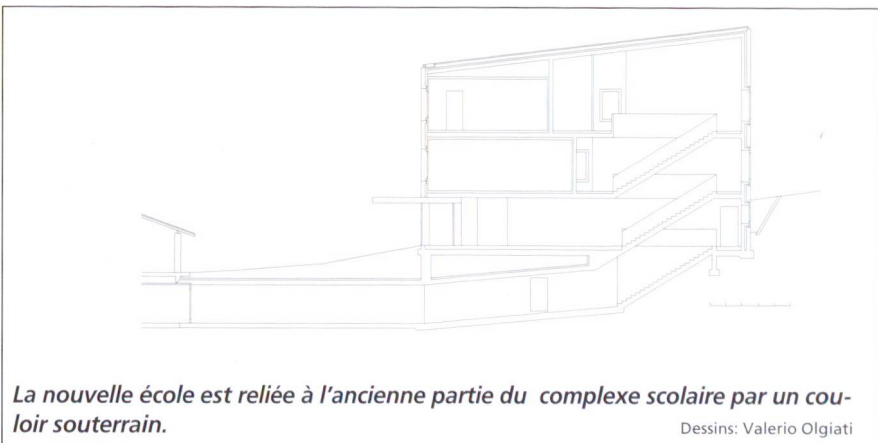 La nouvelle école est reliée à l'ancienne partie du complexe scolaire par un cou-
loir souterrain.
Dessins: Valerio Olgiati